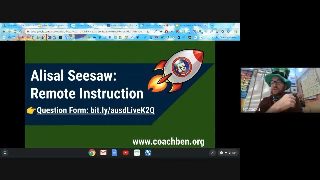 Alisal Seesaw:
Remote Instruction
👉Question Form: bit.ly/ausdLiveK2Q
www.coachben.org